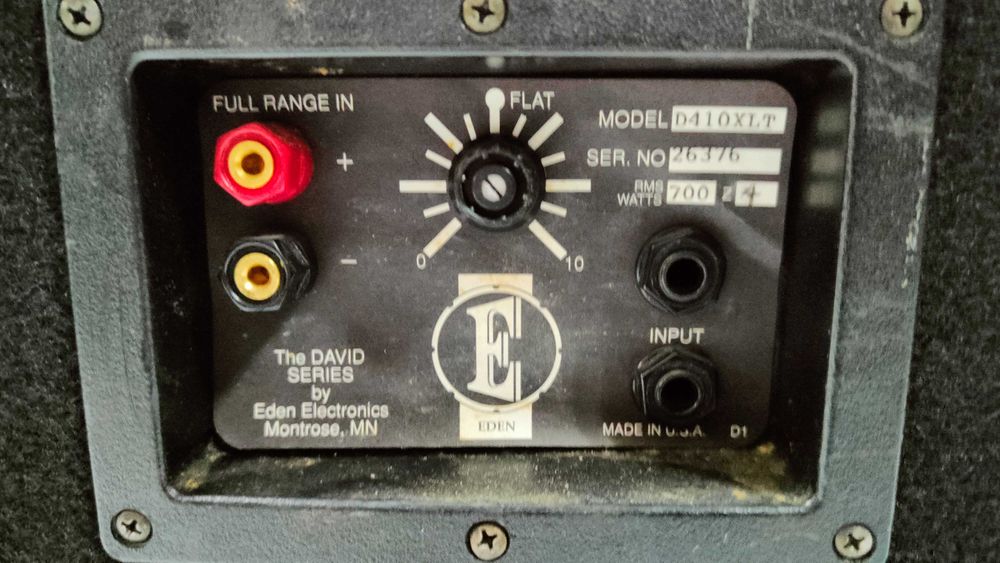 FULL RANGE IN
+
−
FLAT
0
10
MODEL D410XLT
SER. NO 26376
RMS WATTS 700 Z 4
INPUT
The DAVID
SERIES
by
Eden Electronics
Montrose, MN
E
EDEN
MADE IN U.S.A. D1